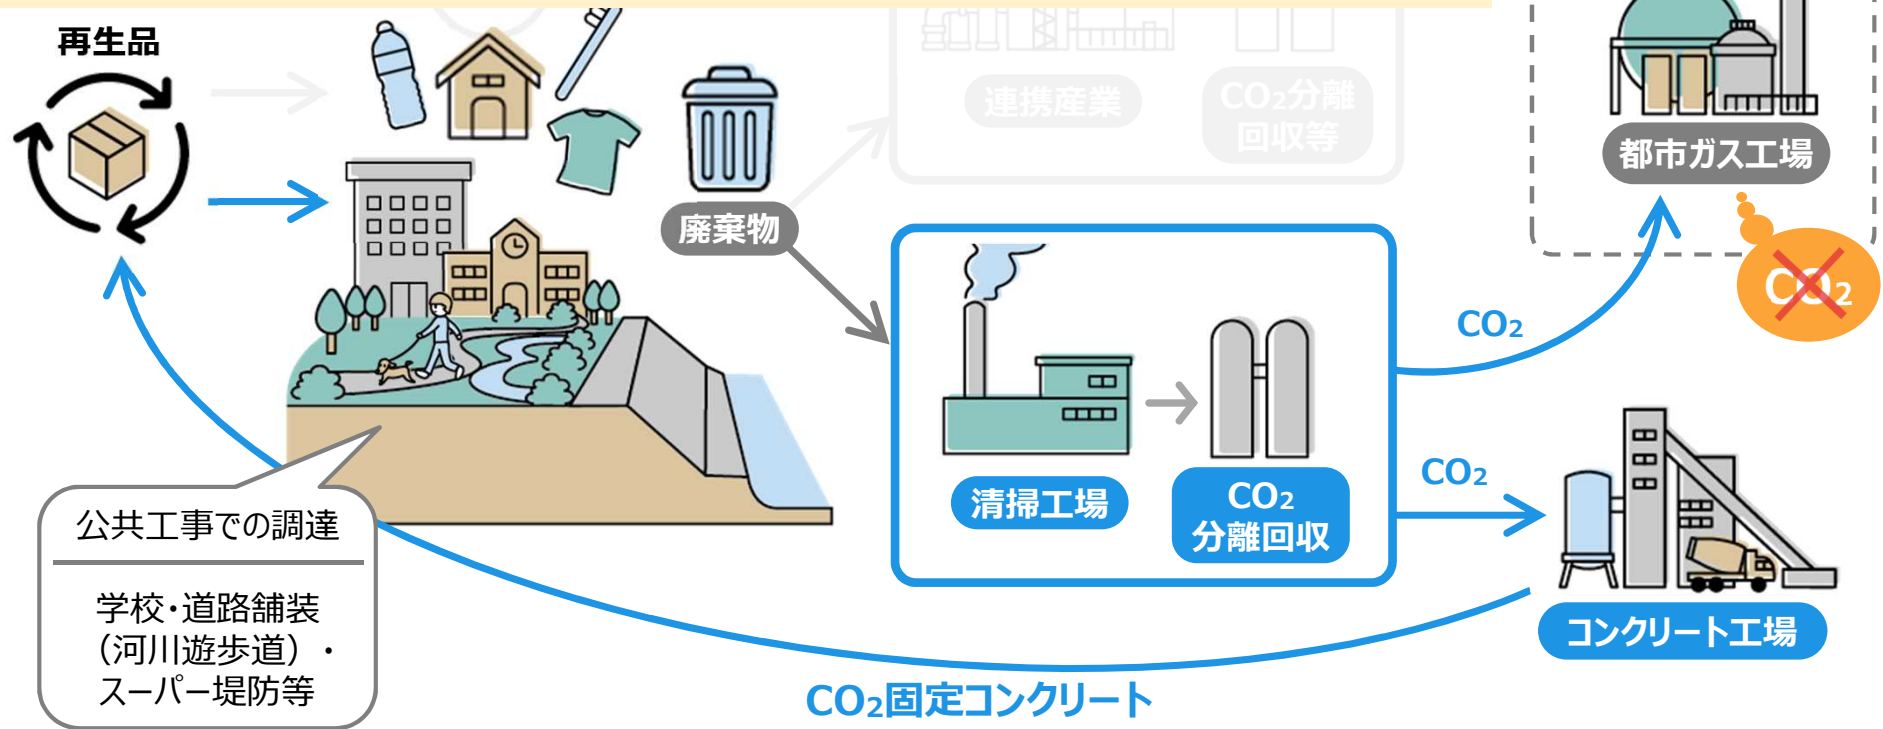 再生品
連携産業
CO₂分離
回収等
都市ガス工場
廃棄物
CO₂
CO₂
清掃工場
CO₂
分離回収
CO₂
コンクリート工場
公共工事での調達
学校・道路舗装
（河川遊歩道）・
スーパー堤防等
CO₂固定コンクリート